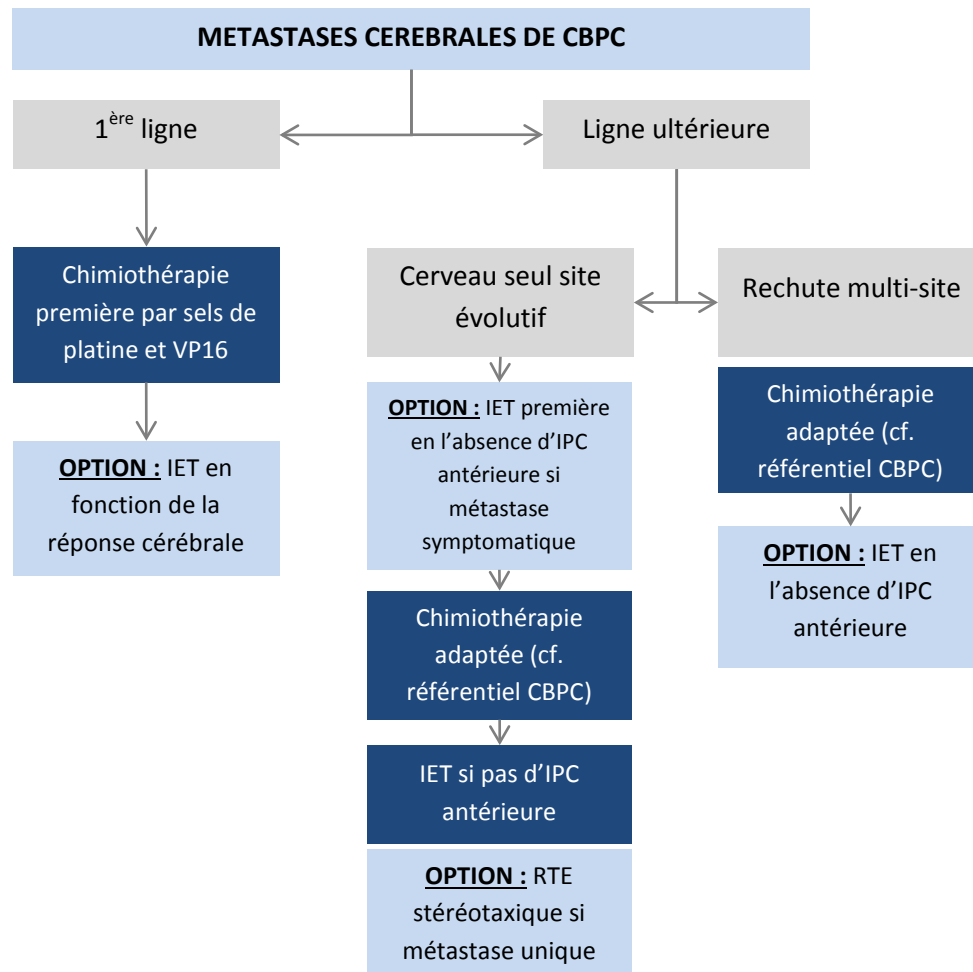 METASTASES CEREBRALES DE CBPC
1ère ligne
Ligne ultérieure
Chimiothérapie
première par sels de
platine et VP16
OPTION : IET en
fonction de la
réponse cérébrale
Cerveau seul site
évolutif
OPTION : IET première
en l’absence d’IPC
antérieure si
métastase
symptomatique
Chimiothérapie
adaptée (cf.
référentiel CBPC)
IET si pas d’IPC
antérieure
OPTION : RTE
stéréotaxique si
métastase unique
Rechute multi-site
Chimiothérapie
adaptée (cf.
référentiel CBPC)
OPTION : IET en
l’absence d’IPC
antérieure